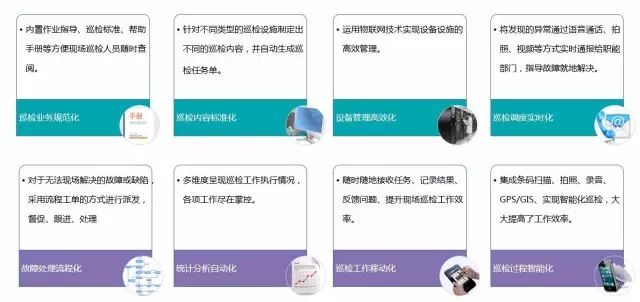 • 内置作业指导、巡检标准、帮助
手册等方便现场巡检人员随时查
阅。
巡检业务规范化
手册
• 针对不同类型的巡检设施制定出
不同的巡检内容，并自动生成巡
检任务单。
巡检内容标准化
• 运用物联网技术实现设备设施的
高效管理。
设备管理高效化
• 将发现的异常通过语音通话、拍
照、视频等方式实时通报给职能
部门，指导故障就地解决。
巡检调度实时化
• 对于无法现场解决的故障或缺陷，
采用流程工单的方式进行派发，
督促、跟进、处理
故障处理流程化
• 多维度呈现巡检工作执行情况，
各项工作尽在掌控。
统计分析自动化
• 随时随地接收任务、记录结果、
反馈问题、提升现场巡检工作效
率。
巡检工作移动化
• 集成条码扫描、拍照、录音、
GPS/GIS、实现智能化巡检，大
大提高了工作效率。
巡检过程智能化